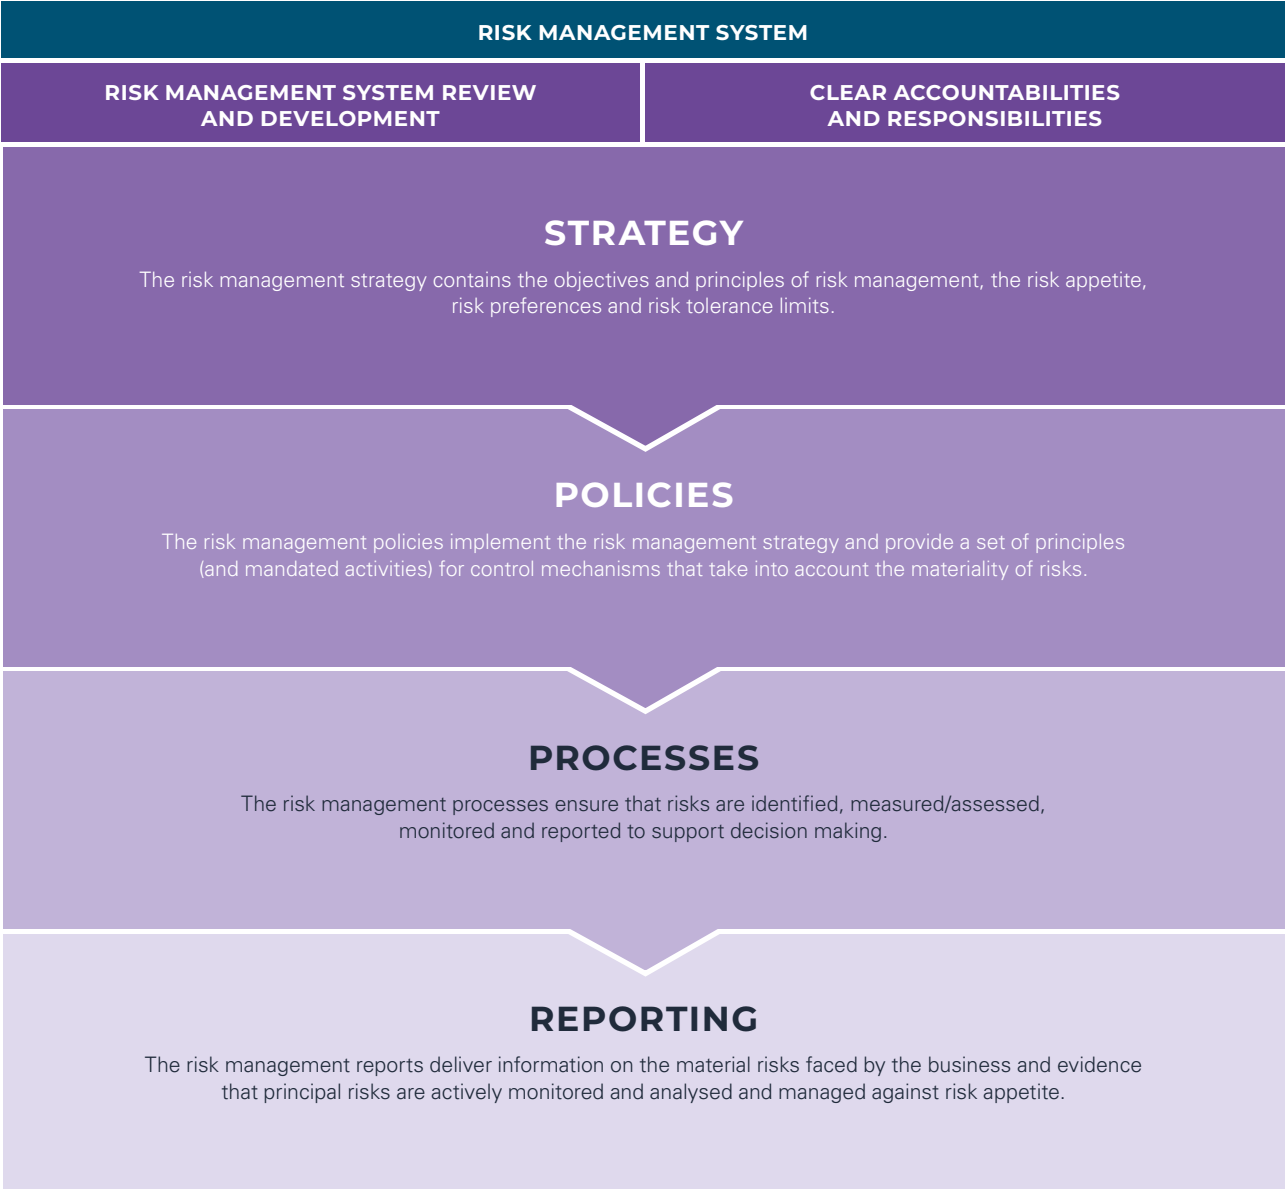 RISK MANAGEMENT SYSTEM
RISK MANAGEMENT SYSTEM REVIEW
AND DEVELOPMENT
CLEAR ACCOUNTABILITIES
AND RESPONSIBILITIES
STRATEGY
The risk management strategy contains the objectives and principles of risk management, the risk appetite,
risk preferences and risk tolerance limits.
POLICIES
The risk management policies implement the risk management strategy and provide a set of principles
(and mandated activities) for control mechanisms that take into account the materiality of risks.
PROCESSES
The risk management processes ensure that risks are identified, measured/assessed,
monitored and reported to support decision making.
REPORTING
The risk management reports deliver information on the material risks faced by the business and evidence
that principal risks are actively monitored and analysed and managed against risk appetite.